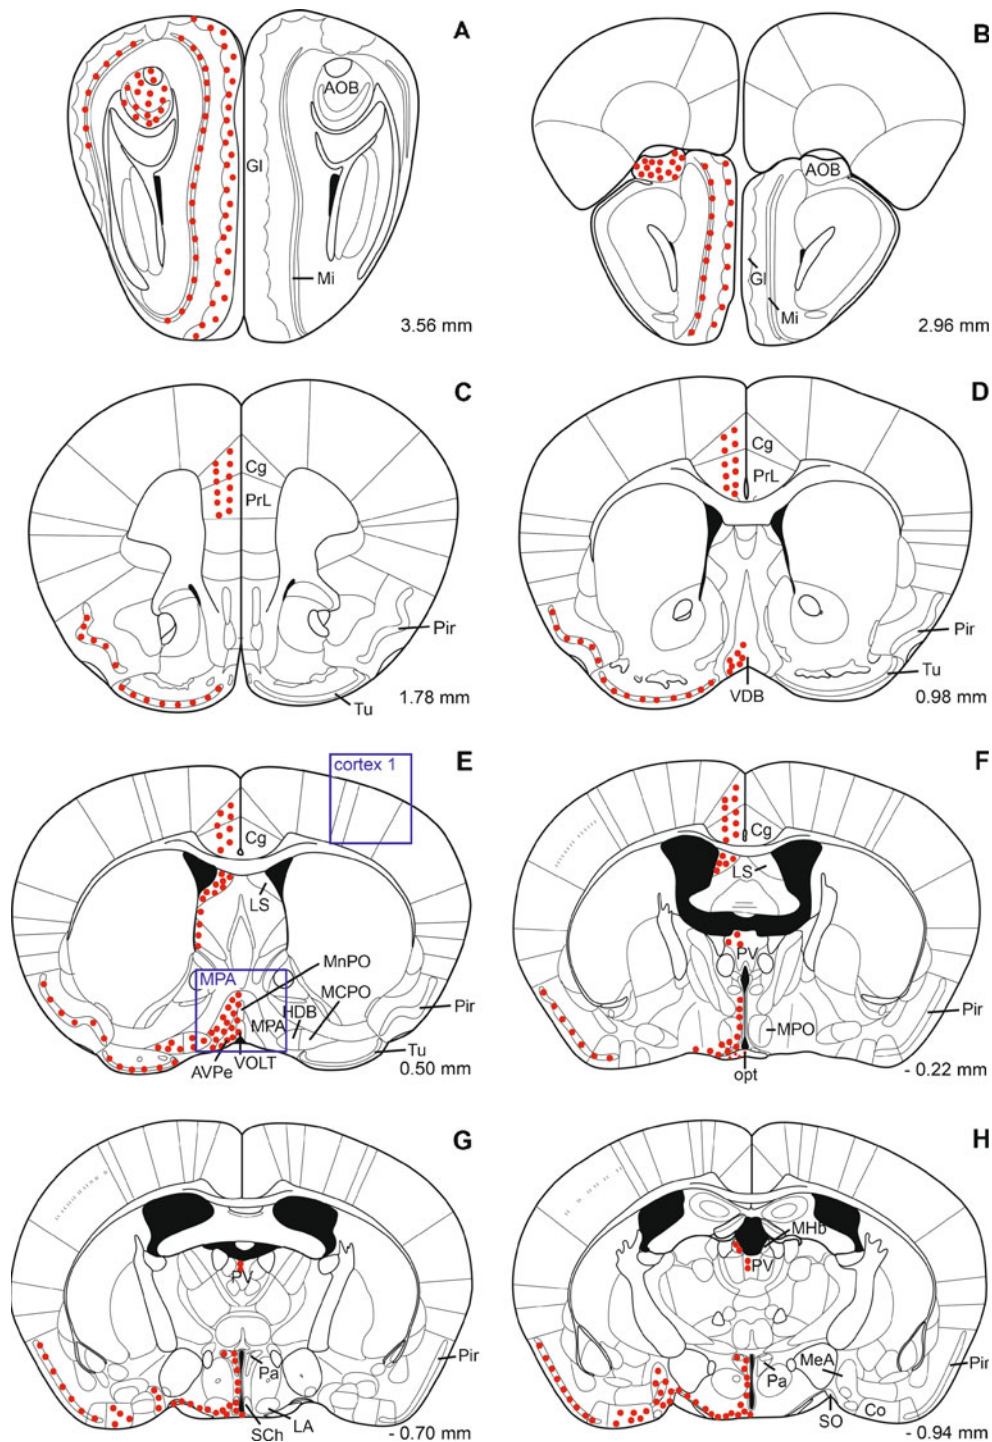 A
AOB
Gl
Mi
3.56 mm
B
AOB
Gl
Mi
2.96 mm
C
Cg
PrL
Pir
Tu
1.78 mm
D
Cg
PrL
Pir
Tu
VDB
0.98 mm
E
cortex 1
Cg
LS
MPA
MnPO
MCPO
HDB
MPA
Pir
Tu
AVPe
VOLT
0.50 mm
F
Cg
LS
PV
Pir
MPO
opt
- 0.22 mm
G
PV
Pir
Pa
LA
SCh
- 0.70 mm
H
MHb
PV
MeA
Pir
Pa
Co
SO
- 0.94 mm